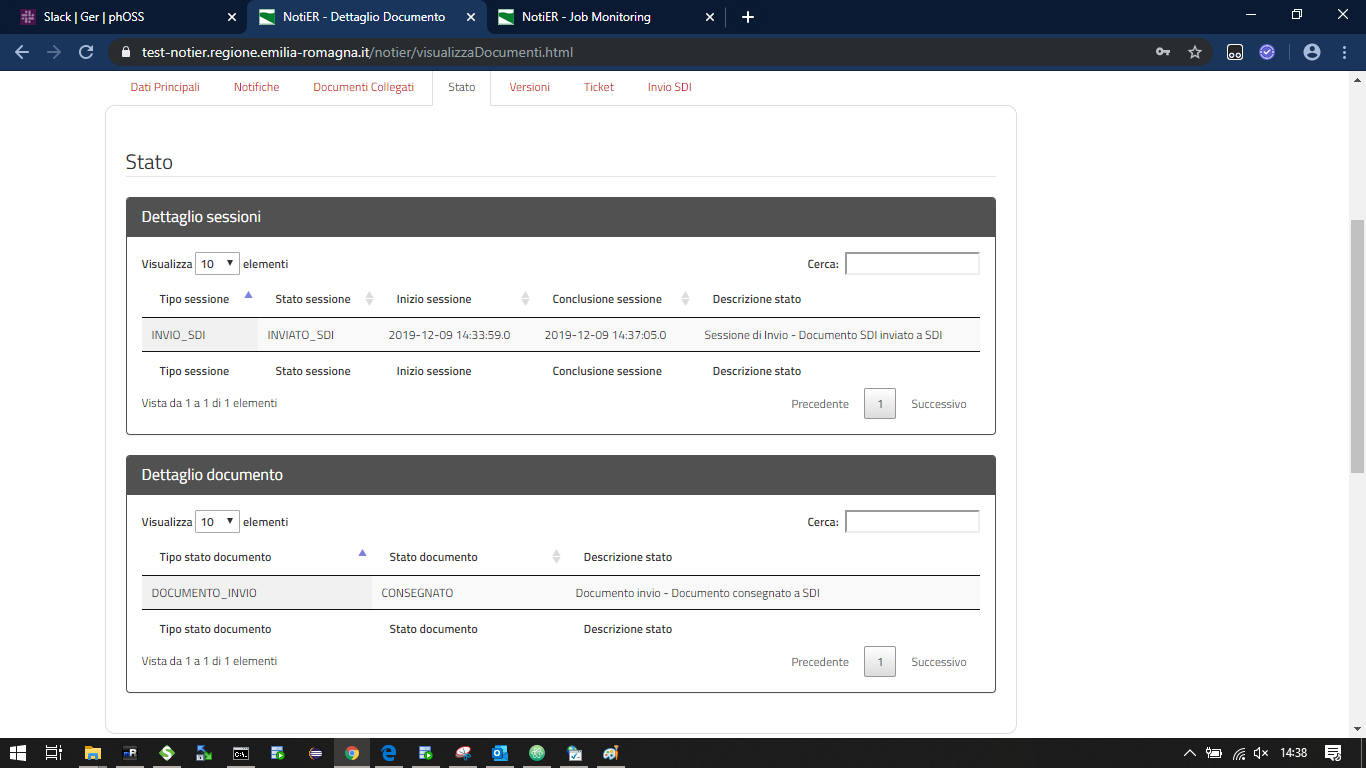 Slack | Ger | phOSS
NotiER - Dettaglio Documento
NotiER - Job Monitoring
test-notier.regione.emilia-romagna.it/notier/visualizzaDocumenti.html
Dati Principali Notifiche Documenti Collegati Stato Versioni Ticket Invio SDI
Stato
Dettaglio sessioni
Visualizza 10 elementi Cerca:
Tipo sessione Stato sessione Inizio sessione Conclusione sessione Descrizione stato
INVIO_SDI INVIATO_SDI 2019-12-09 14:33:59.0 2019-12-09 14:37:05.0 Sessione di Invio - Documento SDI inviato a SDI
Tipo sessione Stato sessione Inizio sessione Conclusione sessione Descrizione stato
Vista da 1 a 1 di 1 elementi Precedente 1 Successivo
Dettaglio documento
Visualizza 10 elementi Cerca:
Tipo stato documento Stato documento Descrizione stato
DOCUMENTO_INVIO CONSEGNATO Documento invio - Documento consegnato a SDI
Tipo stato documento Stato documento Descrizione stato
Vista da 1 a 1 di 1 elementi Precedente 1 Successivo
14:38